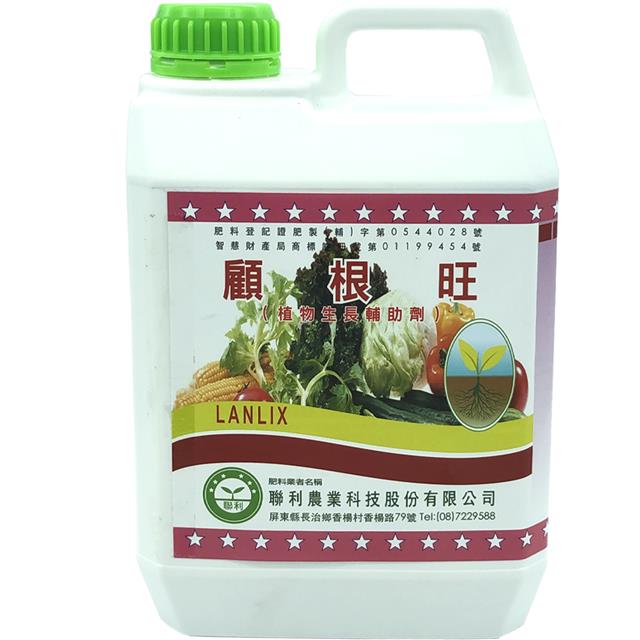 肥料登記證肥製(輔)字第0544028號
智慧財產局商標註冊號第01199454號
顧根旺
(植物生長輔助劑)
LANLIX
聯利
肥料業者名稱
聯利農業科技股份有限公司
屏東縣長治鄉香楊村香楊路79號 Tel:(08)7229588